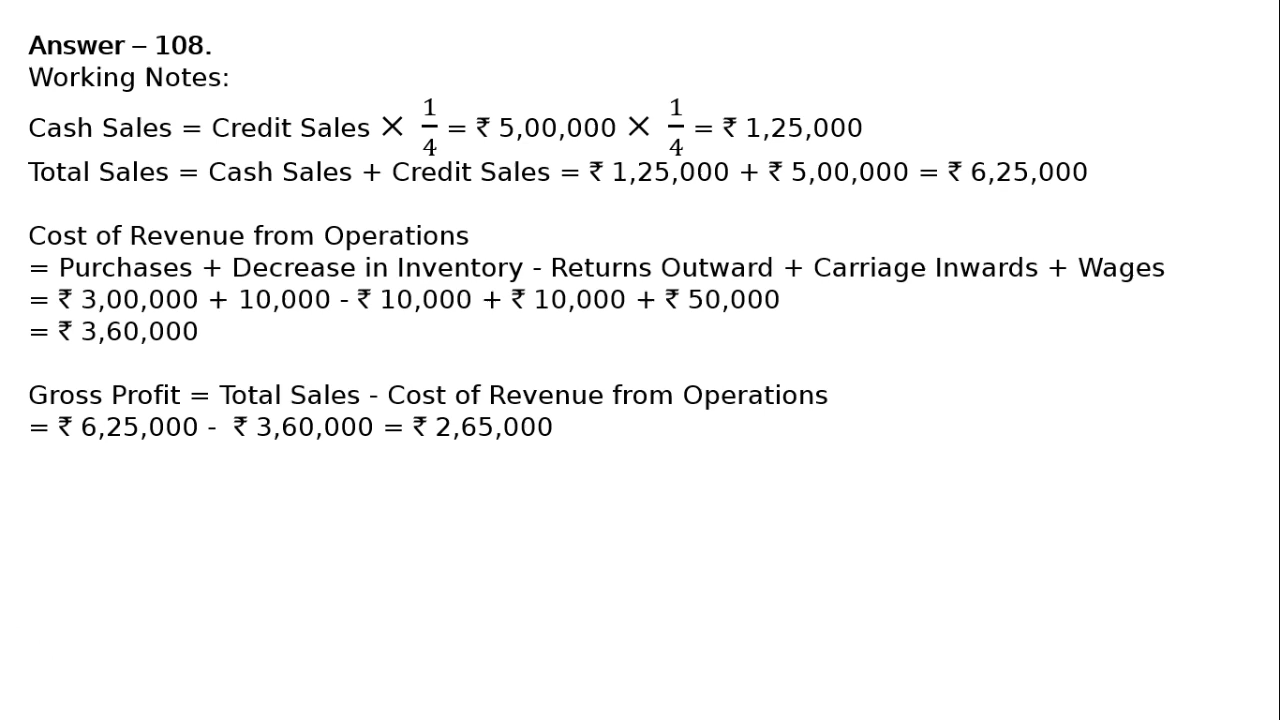 Answer – 108.
Working Notes:
Cash Sales = Credit Sales × 1/4 = ₹ 5,00,000 × 1/4 = ₹ 1,25,000
Total Sales = Cash Sales + Credit Sales = ₹ 1,25,000 + ₹ 5,00,000 = ₹ 6,25,000
Cost of Revenue from Operations
= Purchases + Decrease in Inventory - Returns Outward + Carriage Inwards + Wages
= ₹ 3,00,000 + 10,000 - ₹ 10,000 + ₹ 10,000 + ₹ 50,000
= ₹ 3,60,000
Gross Profit = Total Sales - Cost of Revenue from Operations
= ₹ 6,25,000 - ₹ 3,60,000 = ₹ 2,65,000